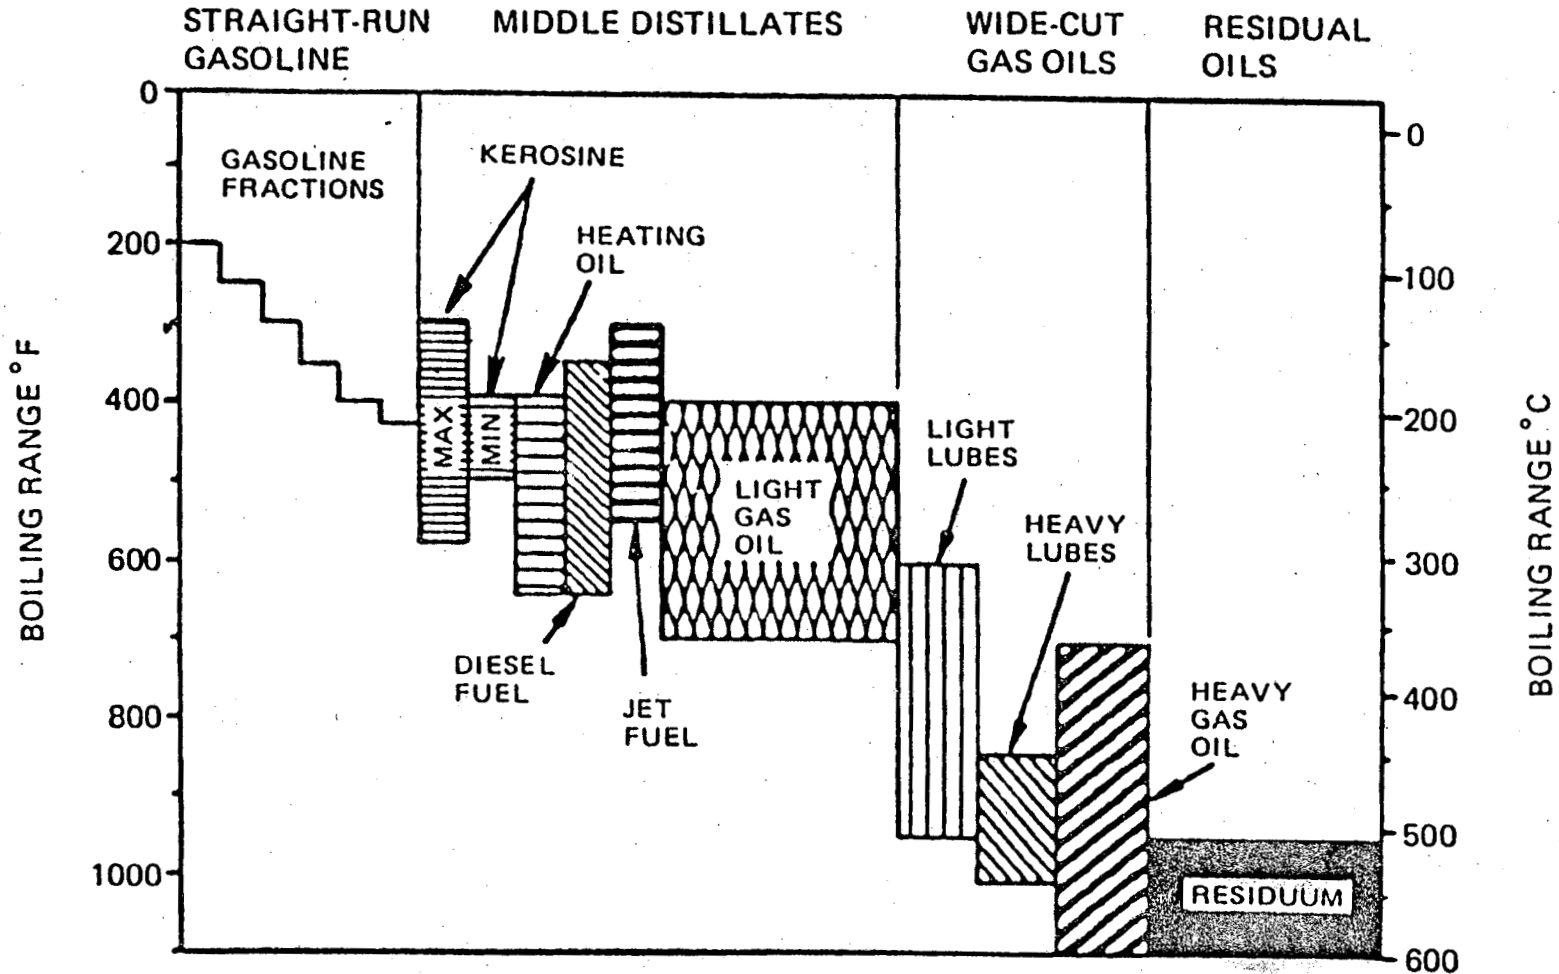 STRAIGHT-RUN
GASOLINE
MIDDLE DISTILLATES
WIDE-CUT
GAS OILS
RESIDUAL
OILS
BOILING RANGE °F
0
200
400
600
800
1000
GASOLINE
FRACTIONS
KEROSINE
HEATING
OIL
MAX
MIN
DIESEL
FUEL
JET
FUEL
LIGHT
GAS
OIL
LIGHT
LUBES
HEAVY
LUBES
HEAVY
GAS
OIL
RESIDUUM
0
100
200
300
400
500
600
BOILING RANGE °C